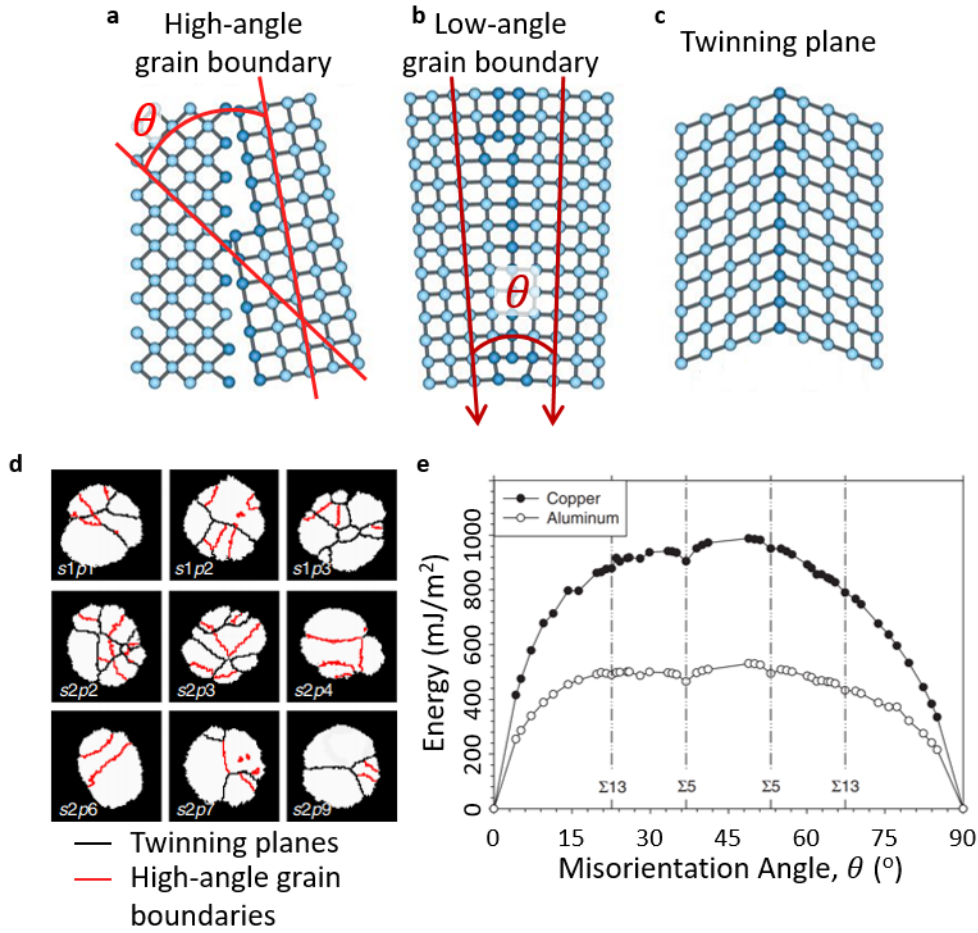 a
High-angle
grain boundary
θ
b
Low-angle
grain boundary
θ
c
Twinning plane
d
s1p1
s1p2
s1p3
s2p2
s2p3
s2p4
s2p6
s2p7
s2p9
Twinning planes
High-angle grain
boundaries
e
Copper
Aluminum
Energy (mJ/m²)
1000
800
600
400
200
0
Σ13
Σ5
Σ5
Σ13
0
15
30
45
60
75
90
Misorientation Angle, θ (°)